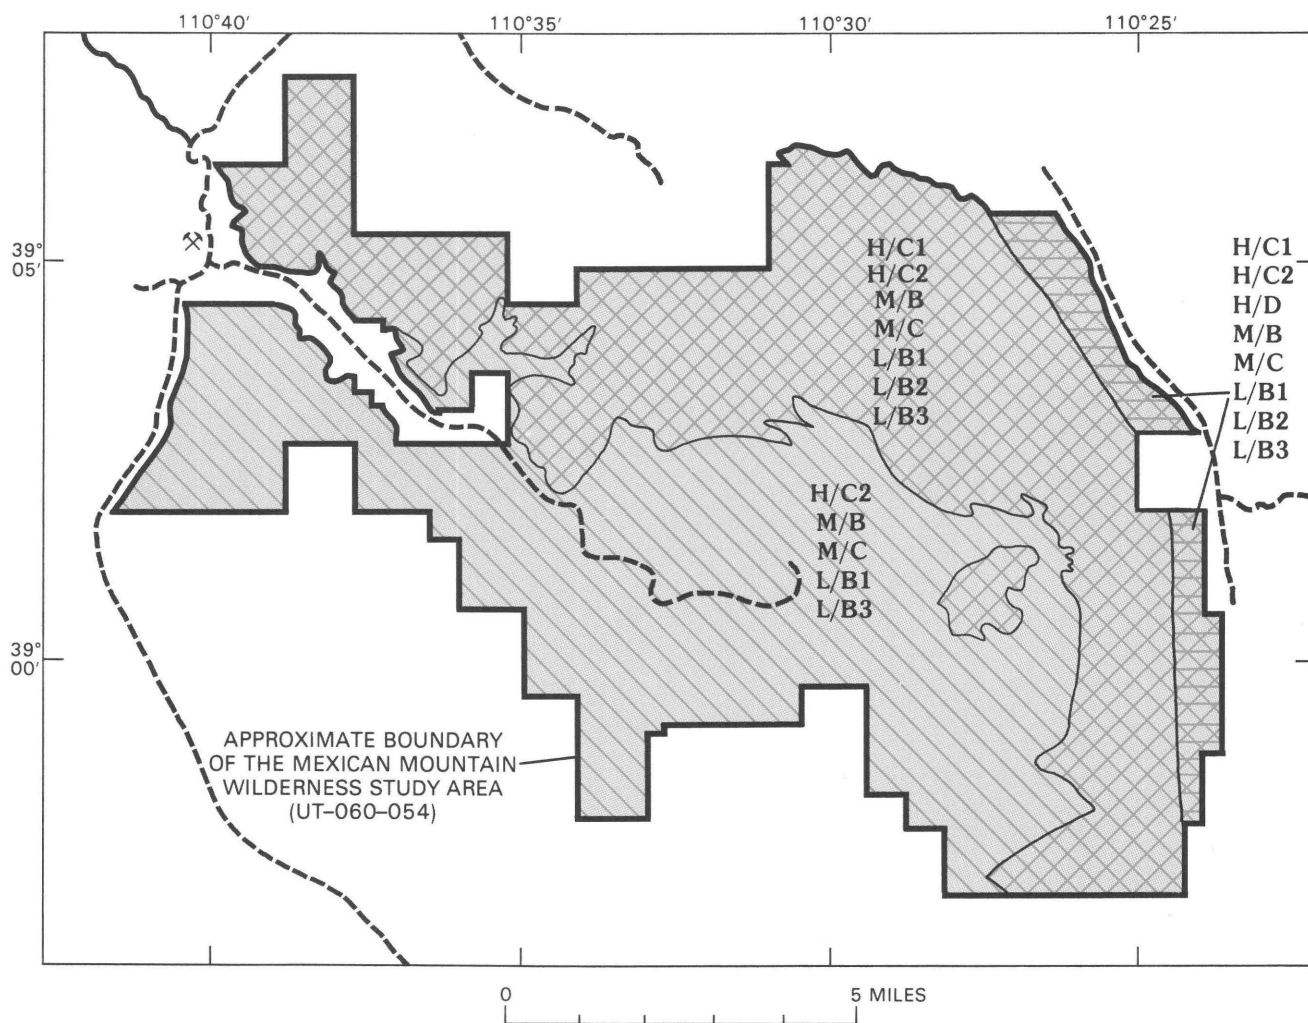 110°40' 110°35' 110°30' 110°25'
39°
05'
H/C1
H/C2
M/B
M/C
L/B1
L/B2
L/B3
H/C1
H/C2
H/D
M/B
M/C
L/B1
L/B2
L/B3
H/C2
M/B
M/C
L/B1
L/B3
39°
00'
APPROXIMATE BOUNDARY
OF THE MEXICAN MOUNTAIN
WILDERNESS STUDY AREA
(UT–060–054)
0 5 MILES